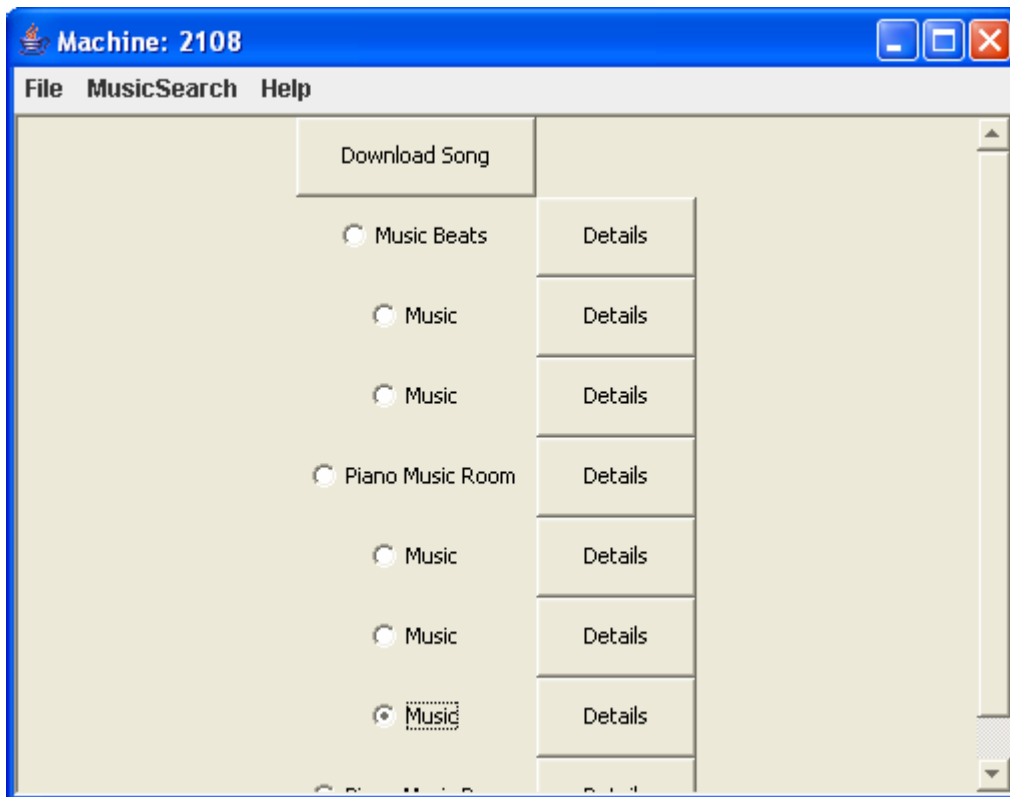 Machine: 2108
File MusicSearch Help
Download Song
Music Beats Details
Music Details
Music Details
Piano Music Room Details
Music Details
Music Details
Music Details